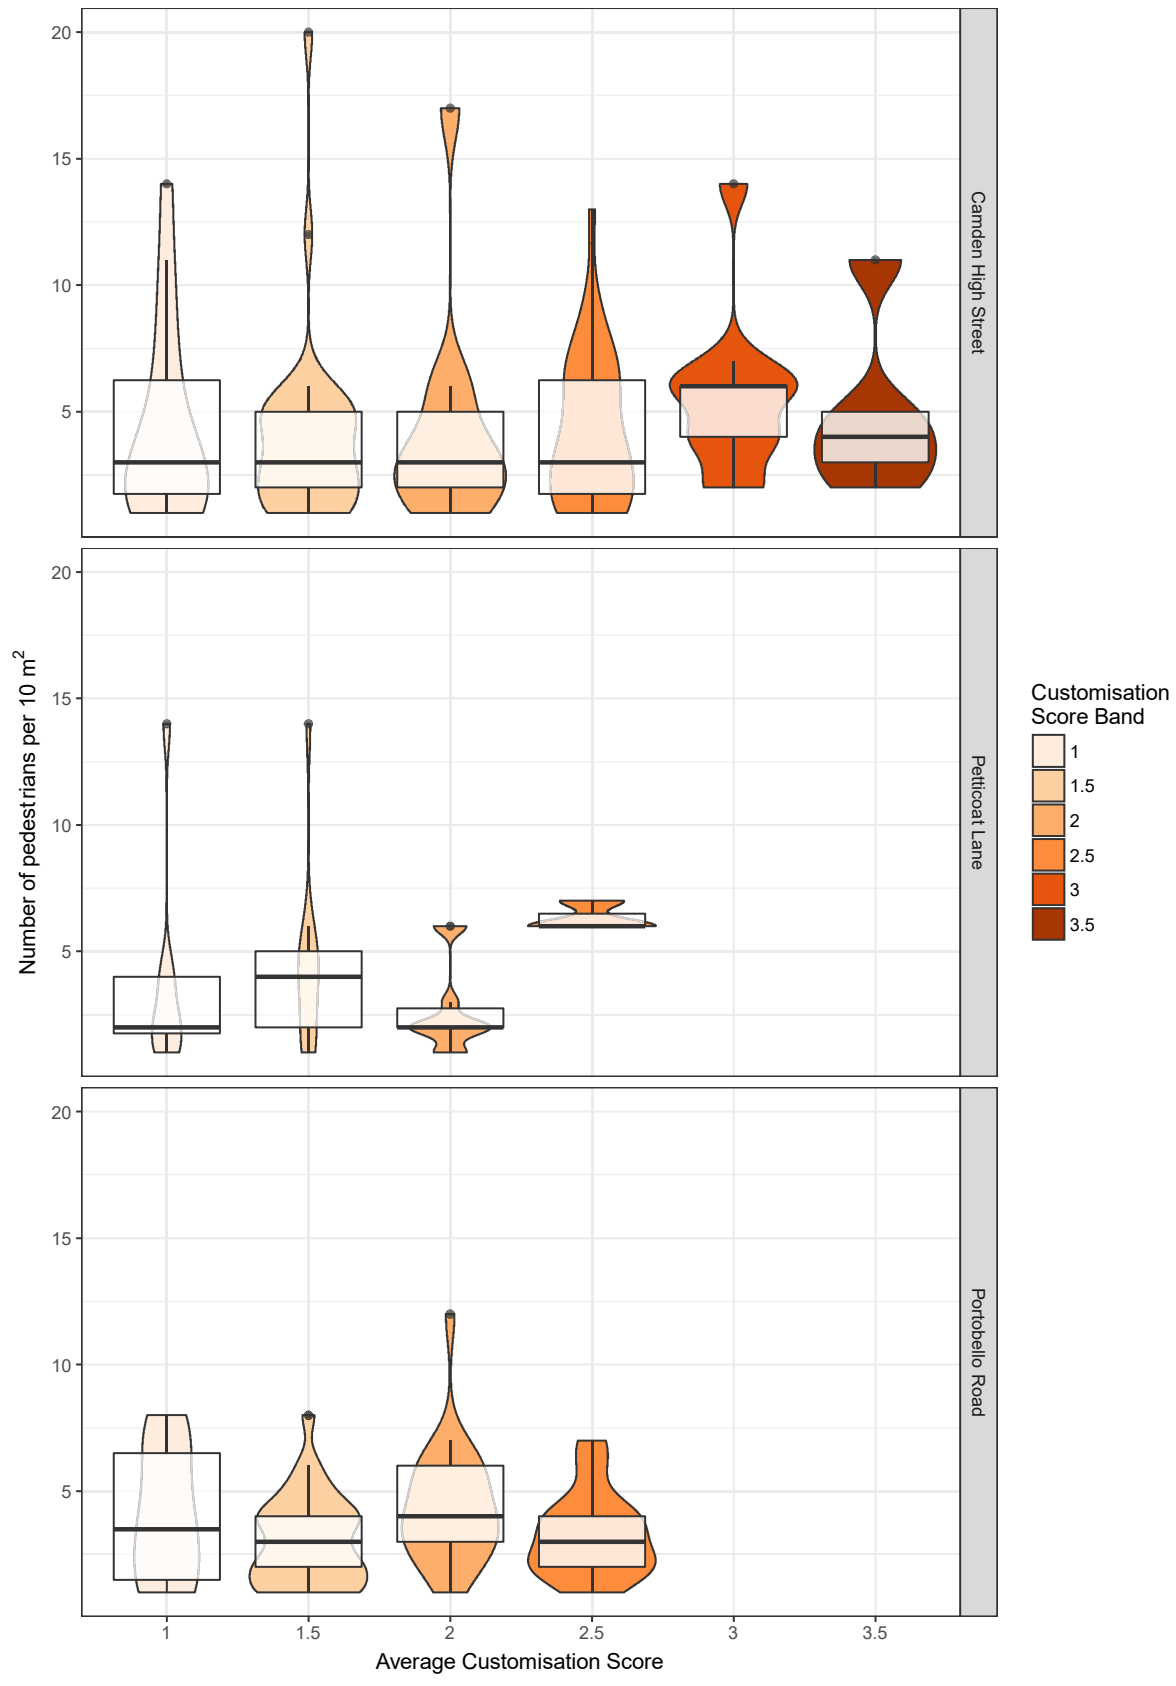 20
15
10
5
Camden High Street
20
15
10
5
Petticoat Lane
20
15
10
5
Portobello Road
1 1.5 2 2.5 3 3.5
Average Customisation Score
Number of pedestrians per 10 m²
Customisation
Score Band
1
1.5
2
2.5
3
3.5